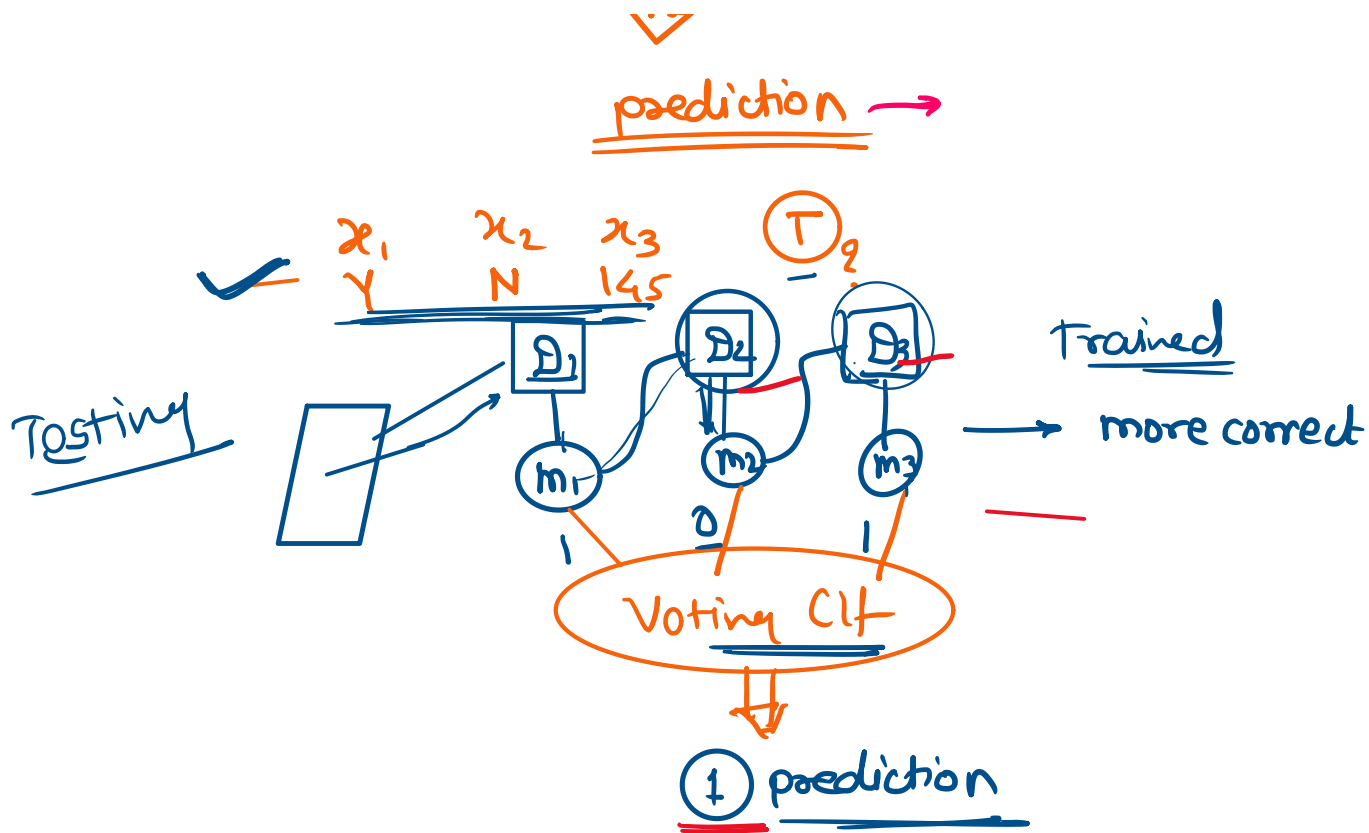 prediction
x1 x2 x3 T
Y N 145 ?
D1 D2 D3 Trained
Testing more correct
m1 m2 m3
1 0 1
Voting Clf
1 prediction